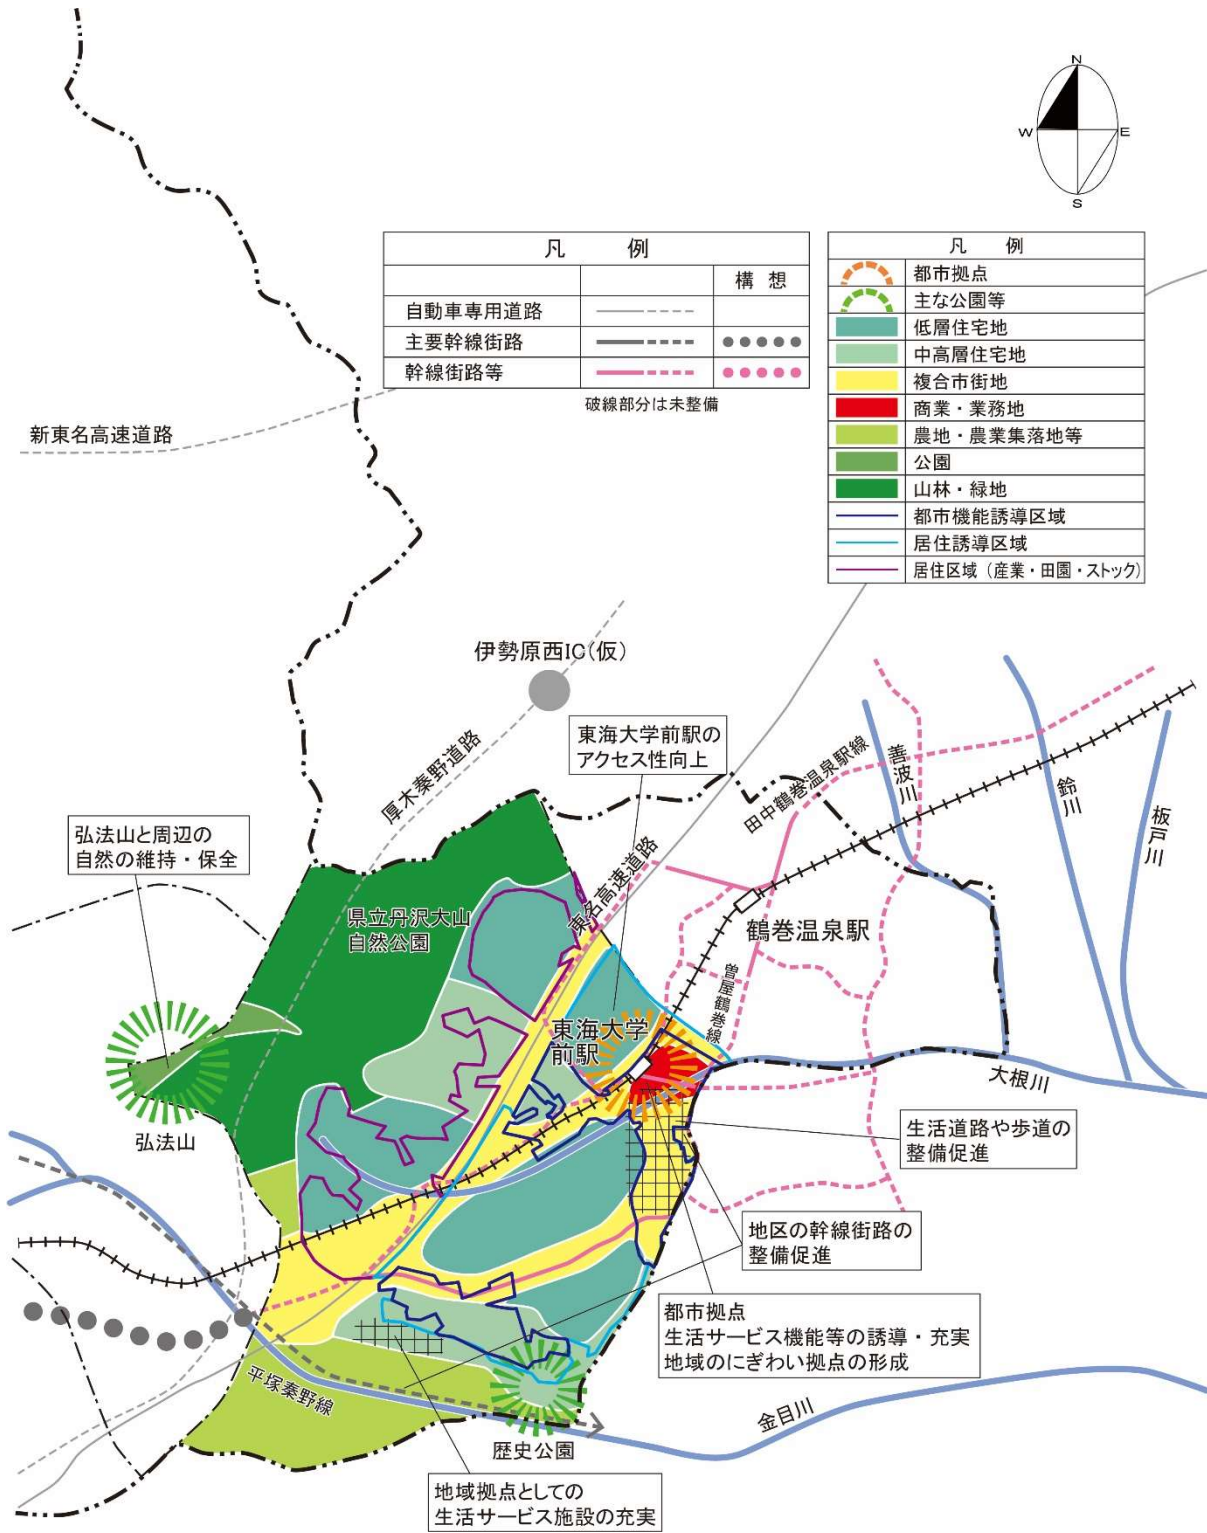 N
W
E
S
凡 例
構 想
自動車専用道路
主要幹線街路
幹線街路等
破線部分は未整備
凡 例
都市拠点
主な公園等
低層住宅地
中高層住宅地
複合市街地
商業・業務地
農地・農業集落地等
公園
山林・緑地
都市機能誘導区域
居住誘導区域
居住区域（産業・田園・ストック）
新東名高速道路
伊勢原西IC(仮)
東海大学前駅の
アクセス性向上
厚木秦野道路
田中鶴巻温泉駅線
善波川
鈴川
板戸川
弘法山と周辺の
自然の維持・保全
東名高速道路
県立丹沢大山
自然公園
鶴巻温泉駅
曽屋鶴巻線
東海大学
前駅
大根川
弘法山
生活道路や歩道の
整備促進
地区の幹線街路の
整備促進
都市拠点
生活サービス機能等の誘導・充実
地域のにぎわい拠点の形成
平塚秦野線
金目川
歴史公園
地域拠点としての
生活サービス施設の充実